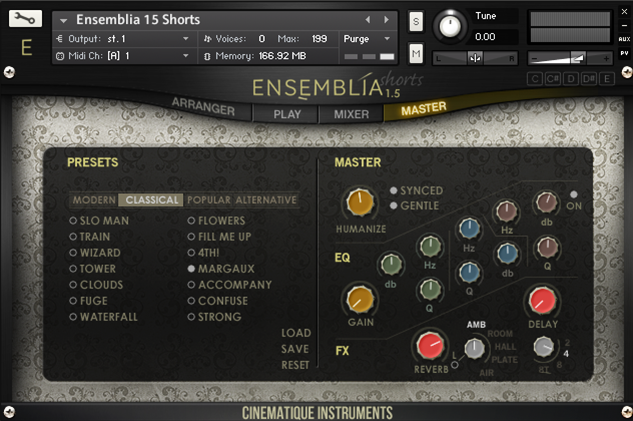 Ensemblia 15 Shorts
Output: st. 1
Voices: 0 Max: 199
Purge
Midi Ch: [A] 1
Memory: 166.92 MB
E
S
M
Tune
0.00
L
R
AUX
PV
C C# D D# E
ENSEMBLIA shorts
1.5
ARRANGER
PLAY
MIXER
MASTER
PRESETS
MODERN CLASSICAL POPULAR ALTERNATIVE
SLO MAN
TRAIN
WIZARD
TOWER
CLOUDS
FUGE
WATERFALL
FLOWERS
FILL ME UP
4TH!
MARGAUX
ACCOMPANY
CONFUSE
STRONG
LOAD
SAVE
RESET
MASTER
SYNCED
GENTLE
HUMANIZE
Hz
db
ON
EQ
db
Hz
Q
Hz
Q
db
Q
GAIN
DELAY
FX
REVERB
L
AMB
ROOM
HALL
PLATE
AIR
2
4
8
CINEMATIQUE INSTRUMENTS